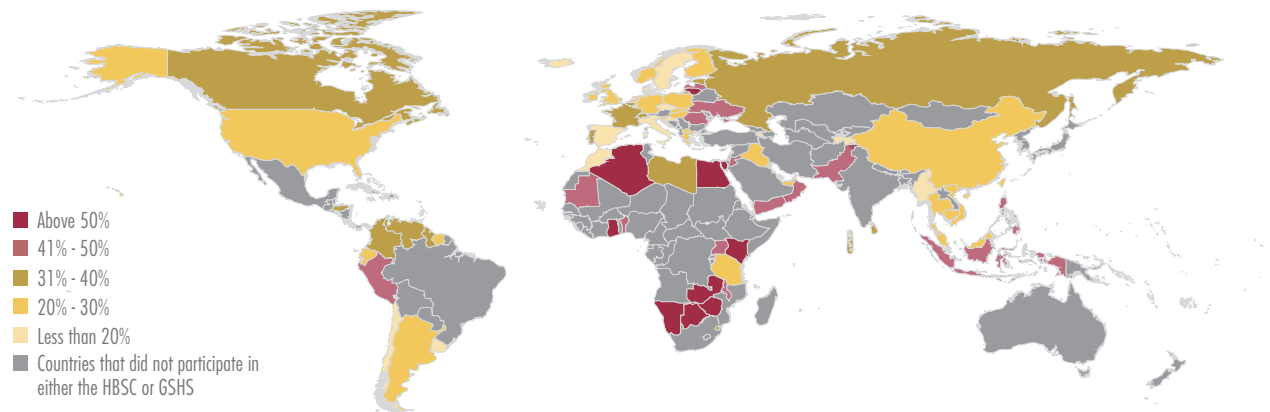 Above 50%
41% - 50%
31% - 40%
20% - 30%
Less than 20%
Countries that did not participate in
either the HBSC or GSHS